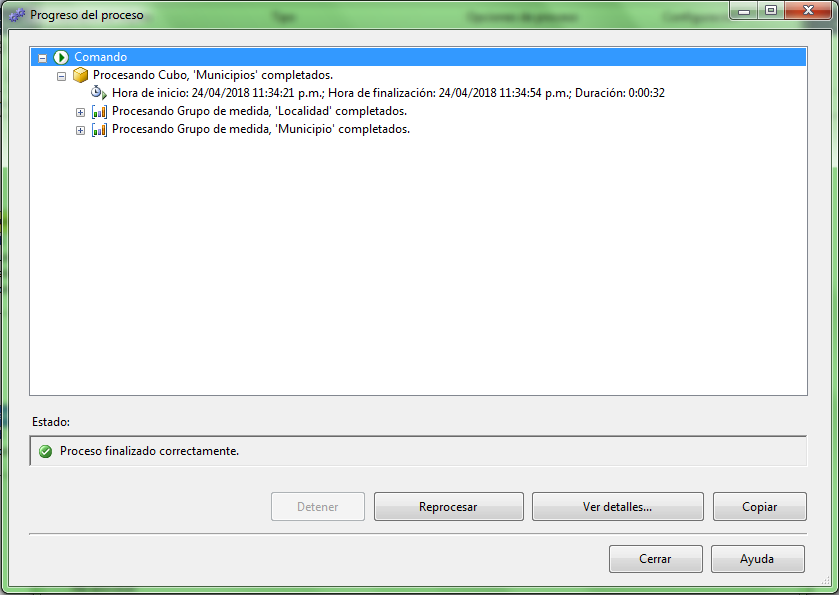 Progreso del proceso
Comando
Procesando Cubo, 'Municipios' completados.
Hora de inicio: 24/04/2018 11:34:21 p.m.; Hora de finalización: 24/04/2018 11:34:54 p.m.; Duración: 0:00:32
Procesando Grupo de medida, 'Localidad' completados.
Procesando Grupo de medida, 'Municipio' completados.
Estado:
Proceso finalizado correctamente.
Detener
Reprocesar
Ver detalles...
Copiar
Cerrar
Ayuda